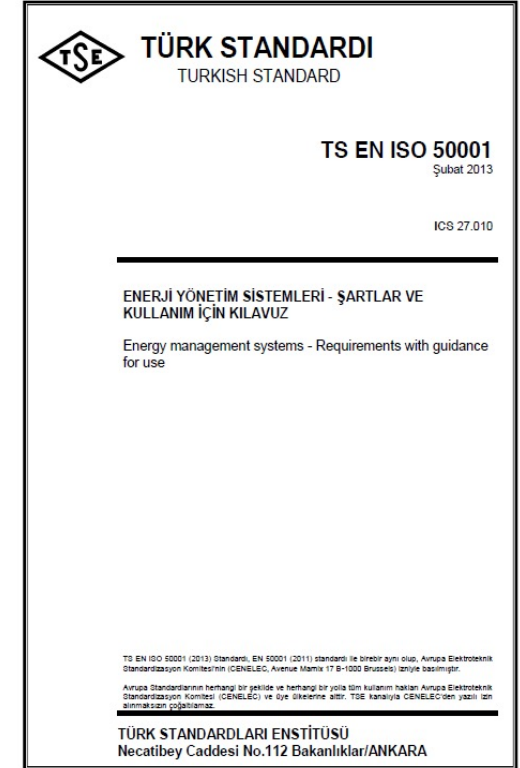 TSE
TÜRK STANDARDI
TURKISH STANDARD
TS EN ISO 50001
Şubat 2013
ICS 27.010
ENERJİ YÖNETİM SİSTEMLERİ - ŞARTLAR VE
KULLANIM İÇİN KILAVUZ
Energy management systems - Requirements with guidance
for use
TS EN ISO 50001 (2013) Standardı, EN 50001 (2011) standardı ile birebir aynı olup, Avrupa Elektroteknik
Standardizasyon Komitesi'nin (CENELEC, Avenue Marnix 17 B-1000 Brussels) izniyle basılmıştır.
Avrupa Standardlarının herhangi bir şekilde ve herhangi bir yolla tüm kullanım hakları Avrupa Elektroteknik
Standardizasyon Komitesi (CENELEC) ve üye ülkelerine aittir. TSE kanalıyla CENELEC'den yazılı izin
alınmaksızın çoğaltılamaz.
TÜRK STANDARDLARI ENSTİTÜSÜ
Necatibey Caddesi No.112 Bakanlıklar/ANKARA